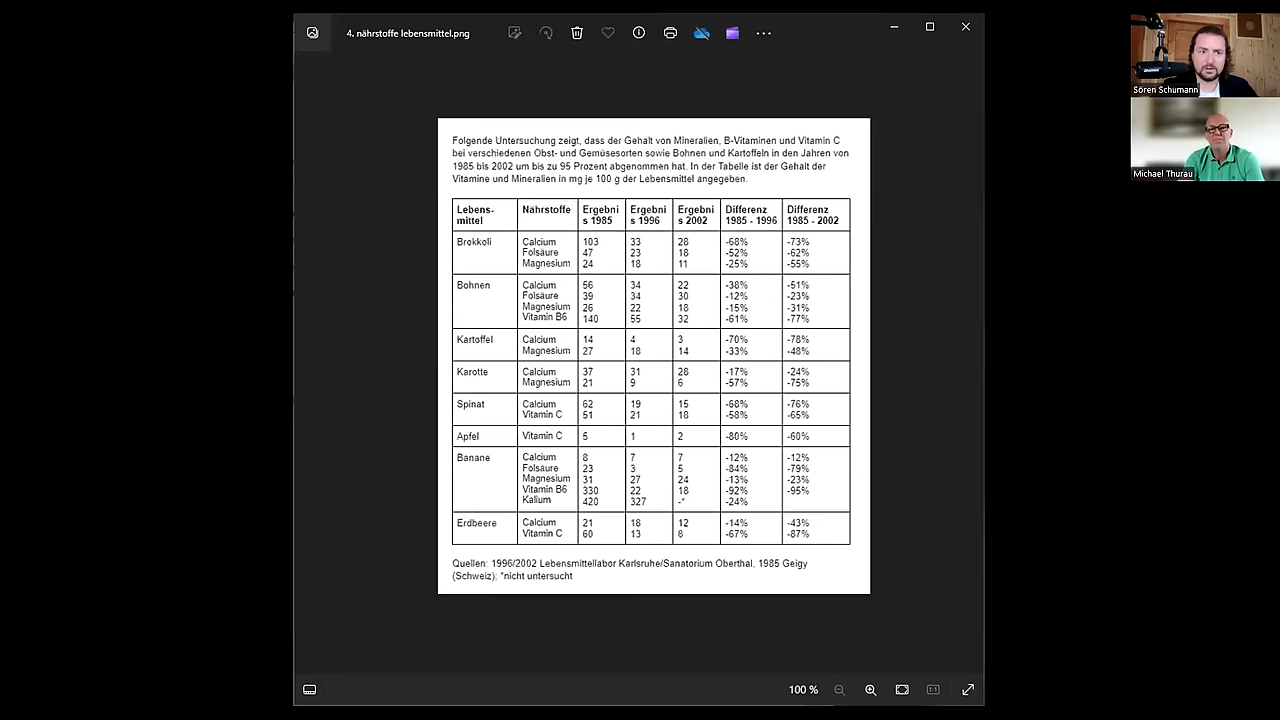 4. nährstoffe lebensmittel.png
Sören Schumann
Michael Thurau
Folgende Untersuchung zeigt, dass der Gehalt von Mineralien, B-Vitaminen und Vitamin C
bei verschiedenen Obst- und Gemüsesorten sowie Bohnen und Kartoffeln in den Jahren von
1985 bis 2002 um bis zu 95 Prozent abgenommen hat. In der Tabelle ist der Gehalt der
Vitamine und Mineralien in mg je 100 g der Lebensmittel angegeben.
Lebens- Nährstoffe Ergebni Ergebni Ergebni Differenz Differenz
mittel s 1985 s 1996 s 2002 1985 - 1996 1985 - 2002
Brokkoli Calcium 103 33 28 -68% -73%
Folsäure 47 23 18 -52% -62%
Magnesium 24 18 11 -25% -55%
Bohnen Calcium 56 34 22 -38% -51%
Folsäure 39 34 30 -12% -23%
Magnesium 26 22 18 -15% -31%
Vitamin B6 140 55 32 -61% -77%
Kartoffel Calcium 14 4 3 -70% -78%
Magnesium 27 18 14 -33% -48%
Karotte Calcium 37 31 28 -17% -24%
Magnesium 21 9 6 -57% -75%
Spinat Calcium 62 19 15 -68% -76%
Vitamin C 51 21 18 -58% -65%
Apfel Vitamin C 5 1 2 -80% -60%
Banane Calcium 8 7 7 -12% -12%
Folsäure 23 3 5 -84% -79%
Magnesium 31 27 24 -13% -23%
Vitamin B6 330 22 18 -92% -95%
Kalium 420 327 -* -24%
Erdbeere Calcium 21 18 12 -14% -43%
Vitamin C 60 13 8 -67% -87%
Quellen: 1996/2002 Lebensmittellabor Karlsruhe/Sanatorium Oberthal, 1985 Geigy
(Schweiz); *nicht untersucht
100 %